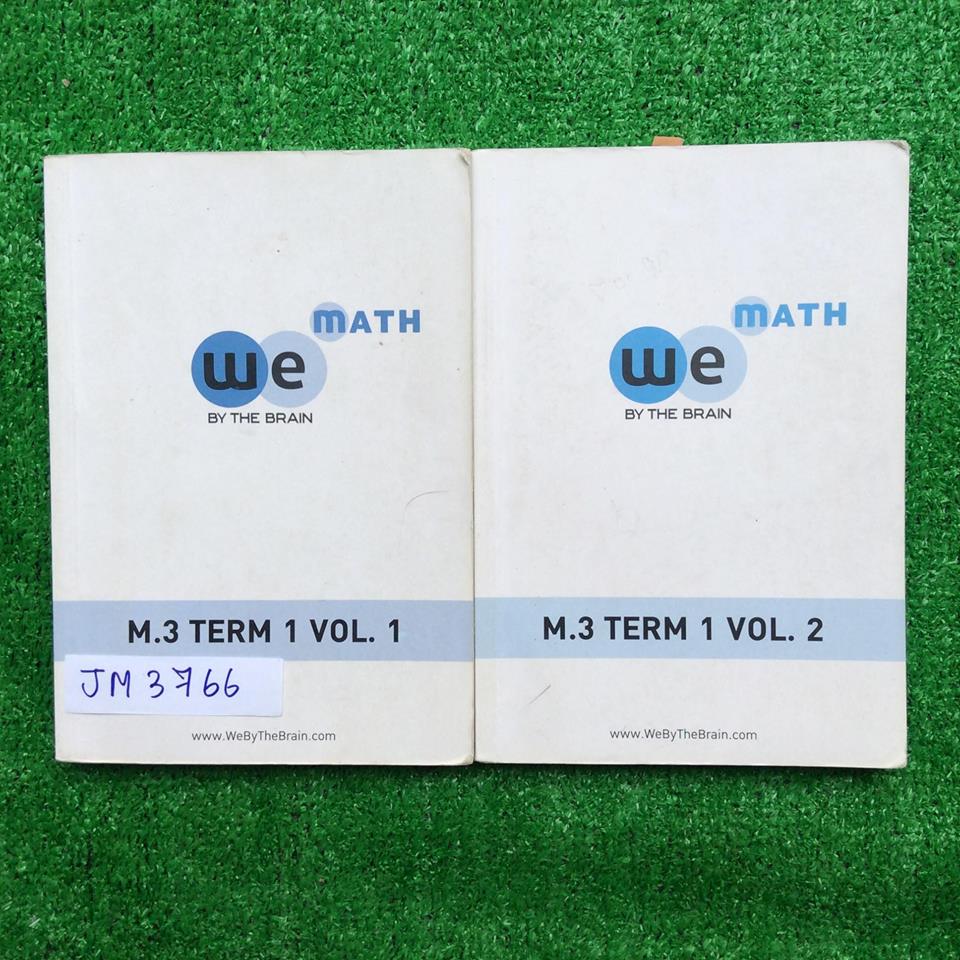 mATH
we
BY THE BRAIN
M.3 TERM 1 VOL. 1
JM 3766
www.WeByTheBrain.com
mATH
we
BY THE BRAIN
M.3 TERM 1 VOL. 2
www.WeByTheBrain.com